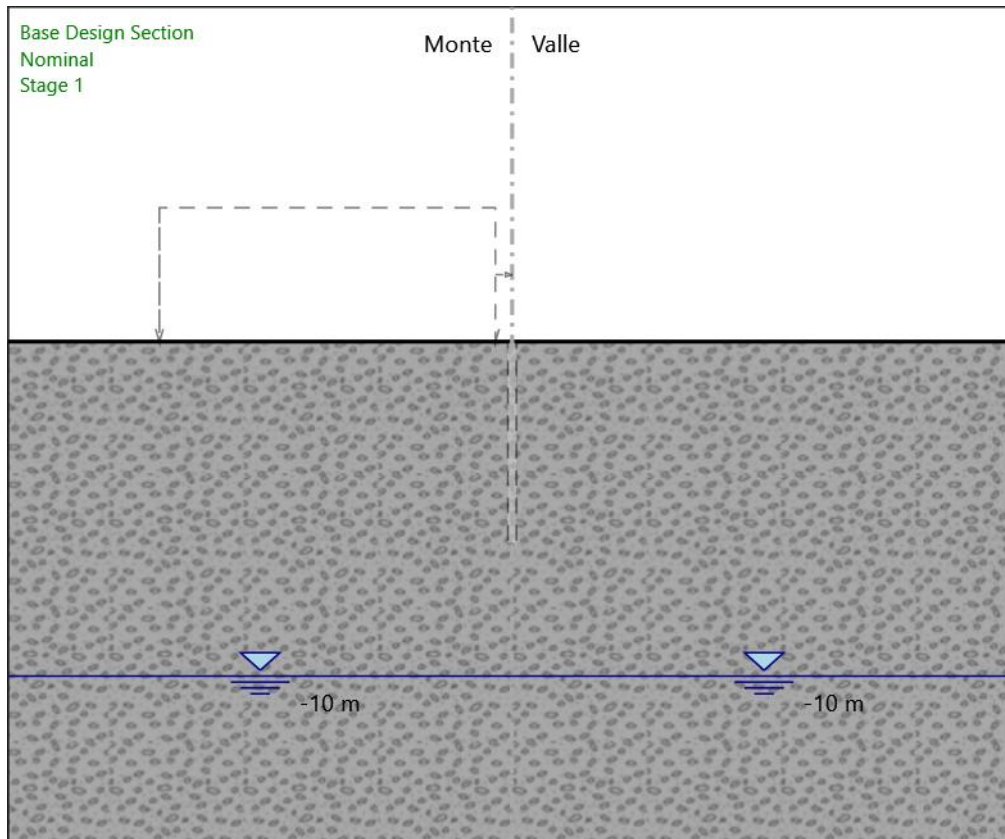 Base Design Section
Nominal
Stage 1
Monte Valle
-10 m -10 m